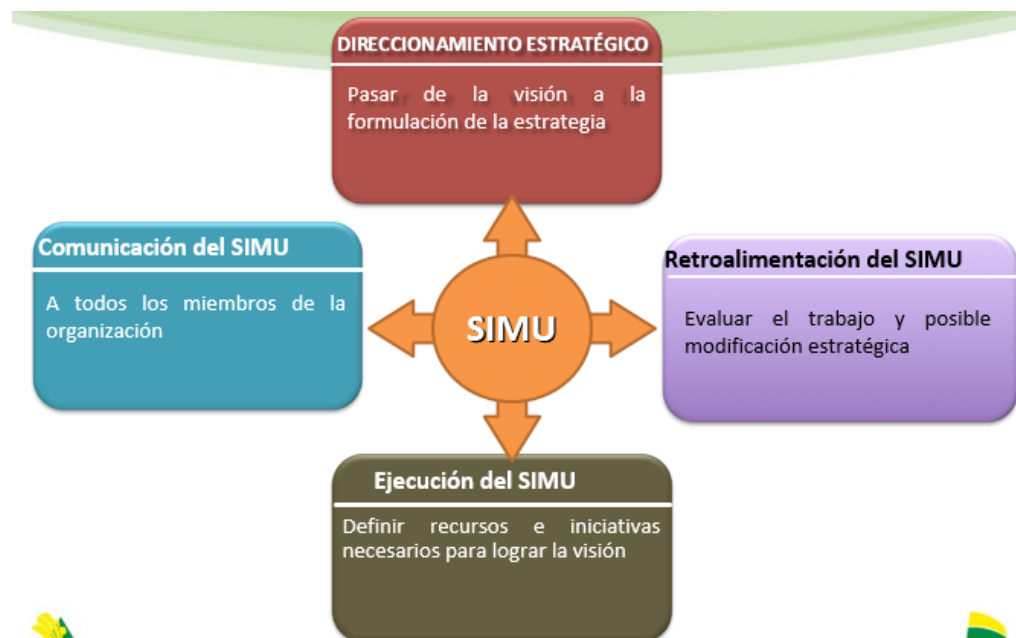 DIRECCIONAMIENTO ESTRATÉGICO
Pasar de la visión a la
formulación de la estrategia
Comunicación del SIMU
A todos los miembros de la
organización
SIMU
Retroalimentación del SIMU
Evaluar el trabajo y posible
modificación estratégica
Ejecución del SIMU
Definir recursos e iniciativas
necesarios para lograr la visión